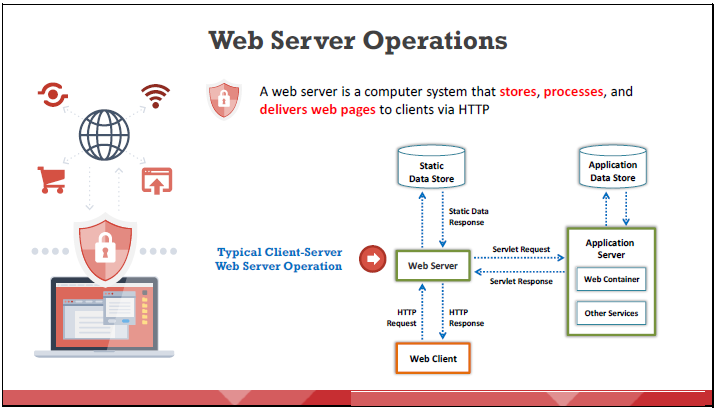 Web Server Operations
A web server is a computer system that stores, processes, and
delivers web pages to clients via HTTP
Static
Data Store
Application
Data Store
Static Data
Response
Typical Client-Server
Web Server Operation
Web Server
Servlet Request
Servlet Response
Application
Server
Web Container
Other Services
HTTP
Request
HTTP
Response
Web Client